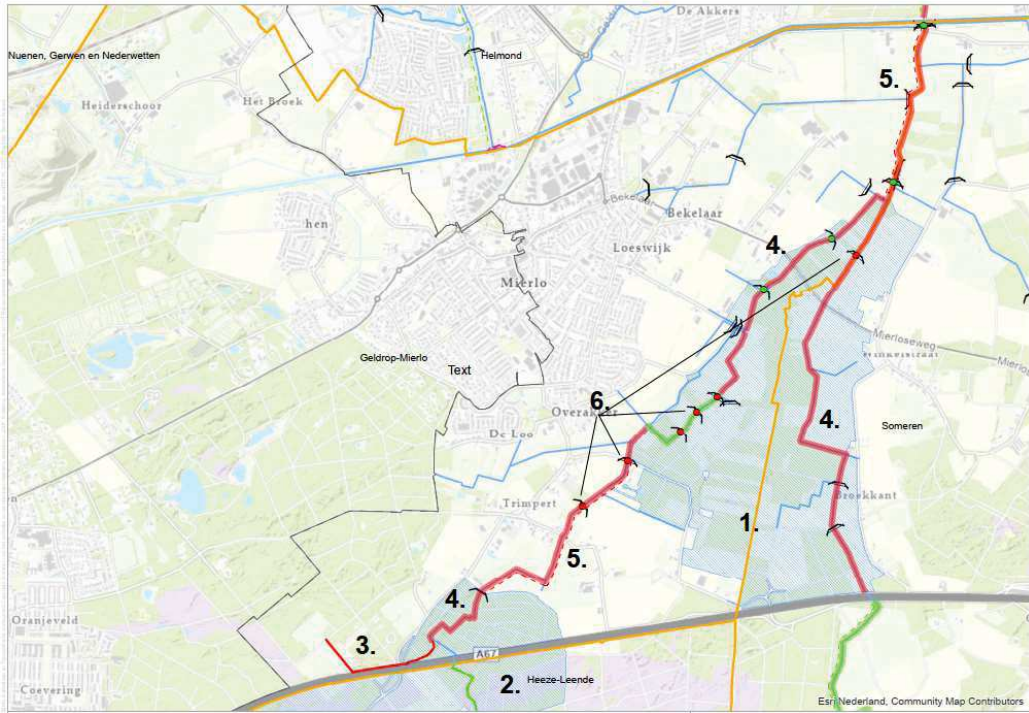 De Akkers
5.
Nuenen, Gerwen en Nederwetten
Helmond
Heiderschoor
Het Broek
Bekelaar
Bekelaar
hen
4.
Loeswijk
Mierlo
Mierloseweg
Geldrop-Mierlo
Text
6.
Overakker
4.
Someren
De Loo
Trimpert
Broekkant
1.
5.
4.
Oranjeveld
3.
A67
2.
Heeze-Leende
Coevering
Esri Nederland, Community Map Contributors